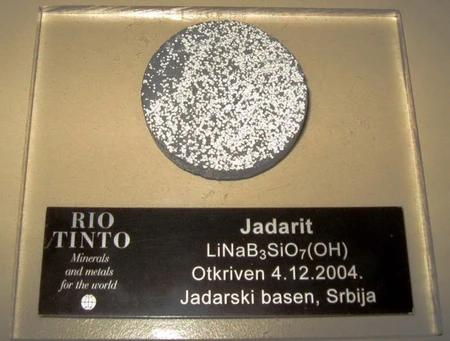 RIO
TINTO
Minerals
and metals
for the world
Jadarit
LiNaB₃SiO₇(OH)
Otkriven 4.12.2004.
Jadarski basen, Srbija